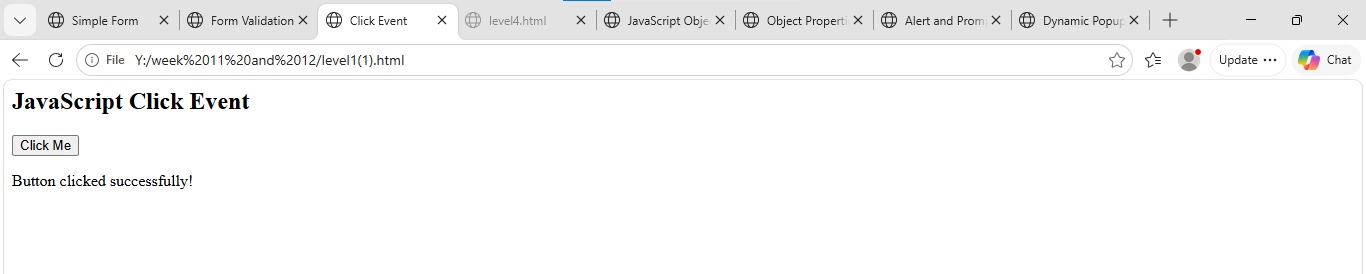 Simple Form
Form Validation
Click Event
level4.html
JavaScript Obje
Object Properti
Alert and Prom
Dynamic Popup
File
Y:/week%2011%20and%2012/level1(1).html
Update
Chat
JavaScript Click Event
Click Me
Button clicked successfully!